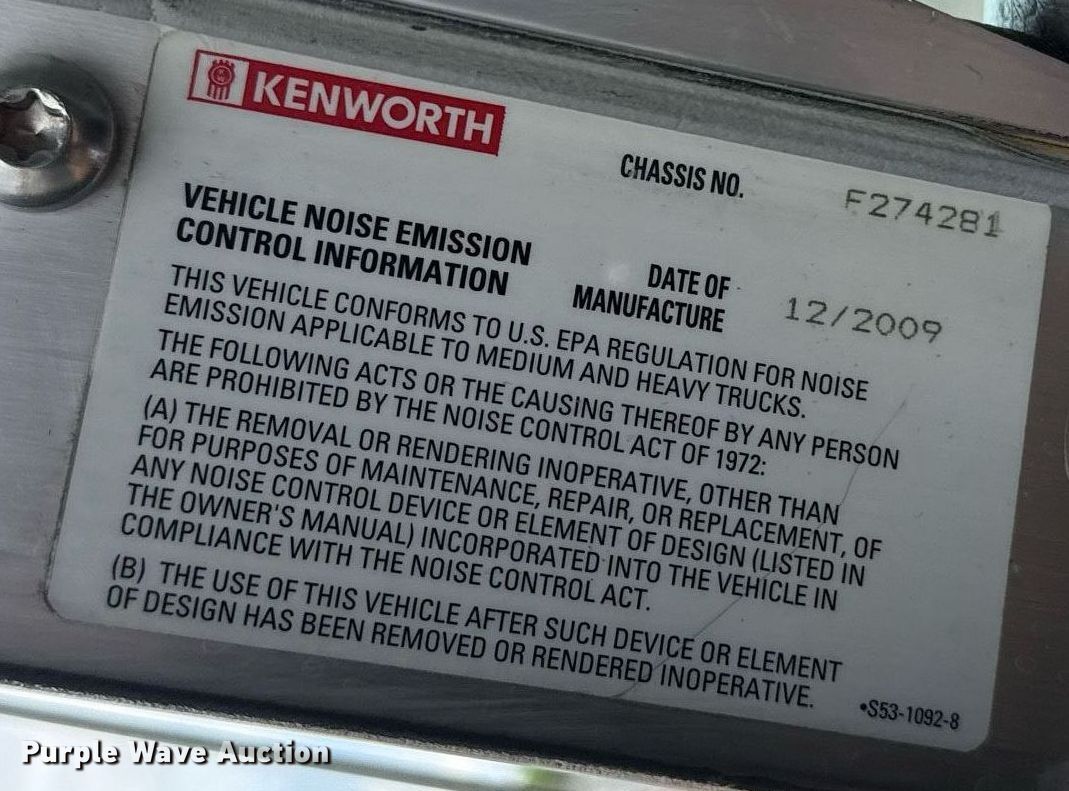 KENWORTH
CHASSIS NO. F274281
VEHICLE NOISE EMISSION
CONTROL INFORMATION
DATE OF
MANUFACTURE 12/2009
THIS VEHICLE CONFORMS TO U.S. EPA REGULATION FOR NOISE
EMISSION APPLICABLE TO MEDIUM AND HEAVY TRUCKS.
THE FOLLOWING ACTS OR THE CAUSING THEREOF BY ANY PERSON
ARE PROHIBITED BY THE NOISE CONTROL ACT OF 1972:
(A) THE REMOVAL OR RENDERING INOPERATIVE, OTHER THAN
FOR PURPOSES OF MAINTENANCE, REPAIR, OR REPLACEMENT, OF
ANY NOISE CONTROL DEVICE OR ELEMENT OF DESIGN (LISTED IN
THE OWNER'S MANUAL) INCORPORATED INTO THE VEHICLE IN
COMPLIANCE WITH THE NOISE CONTROL ACT.
(B) THE USE OF THIS VEHICLE AFTER SUCH DEVICE OR ELEMENT
OF DESIGN HAS BEEN REMOVED OR RENDERED INOPERATIVE.
•S53-1092-8
Purple Wave Auction